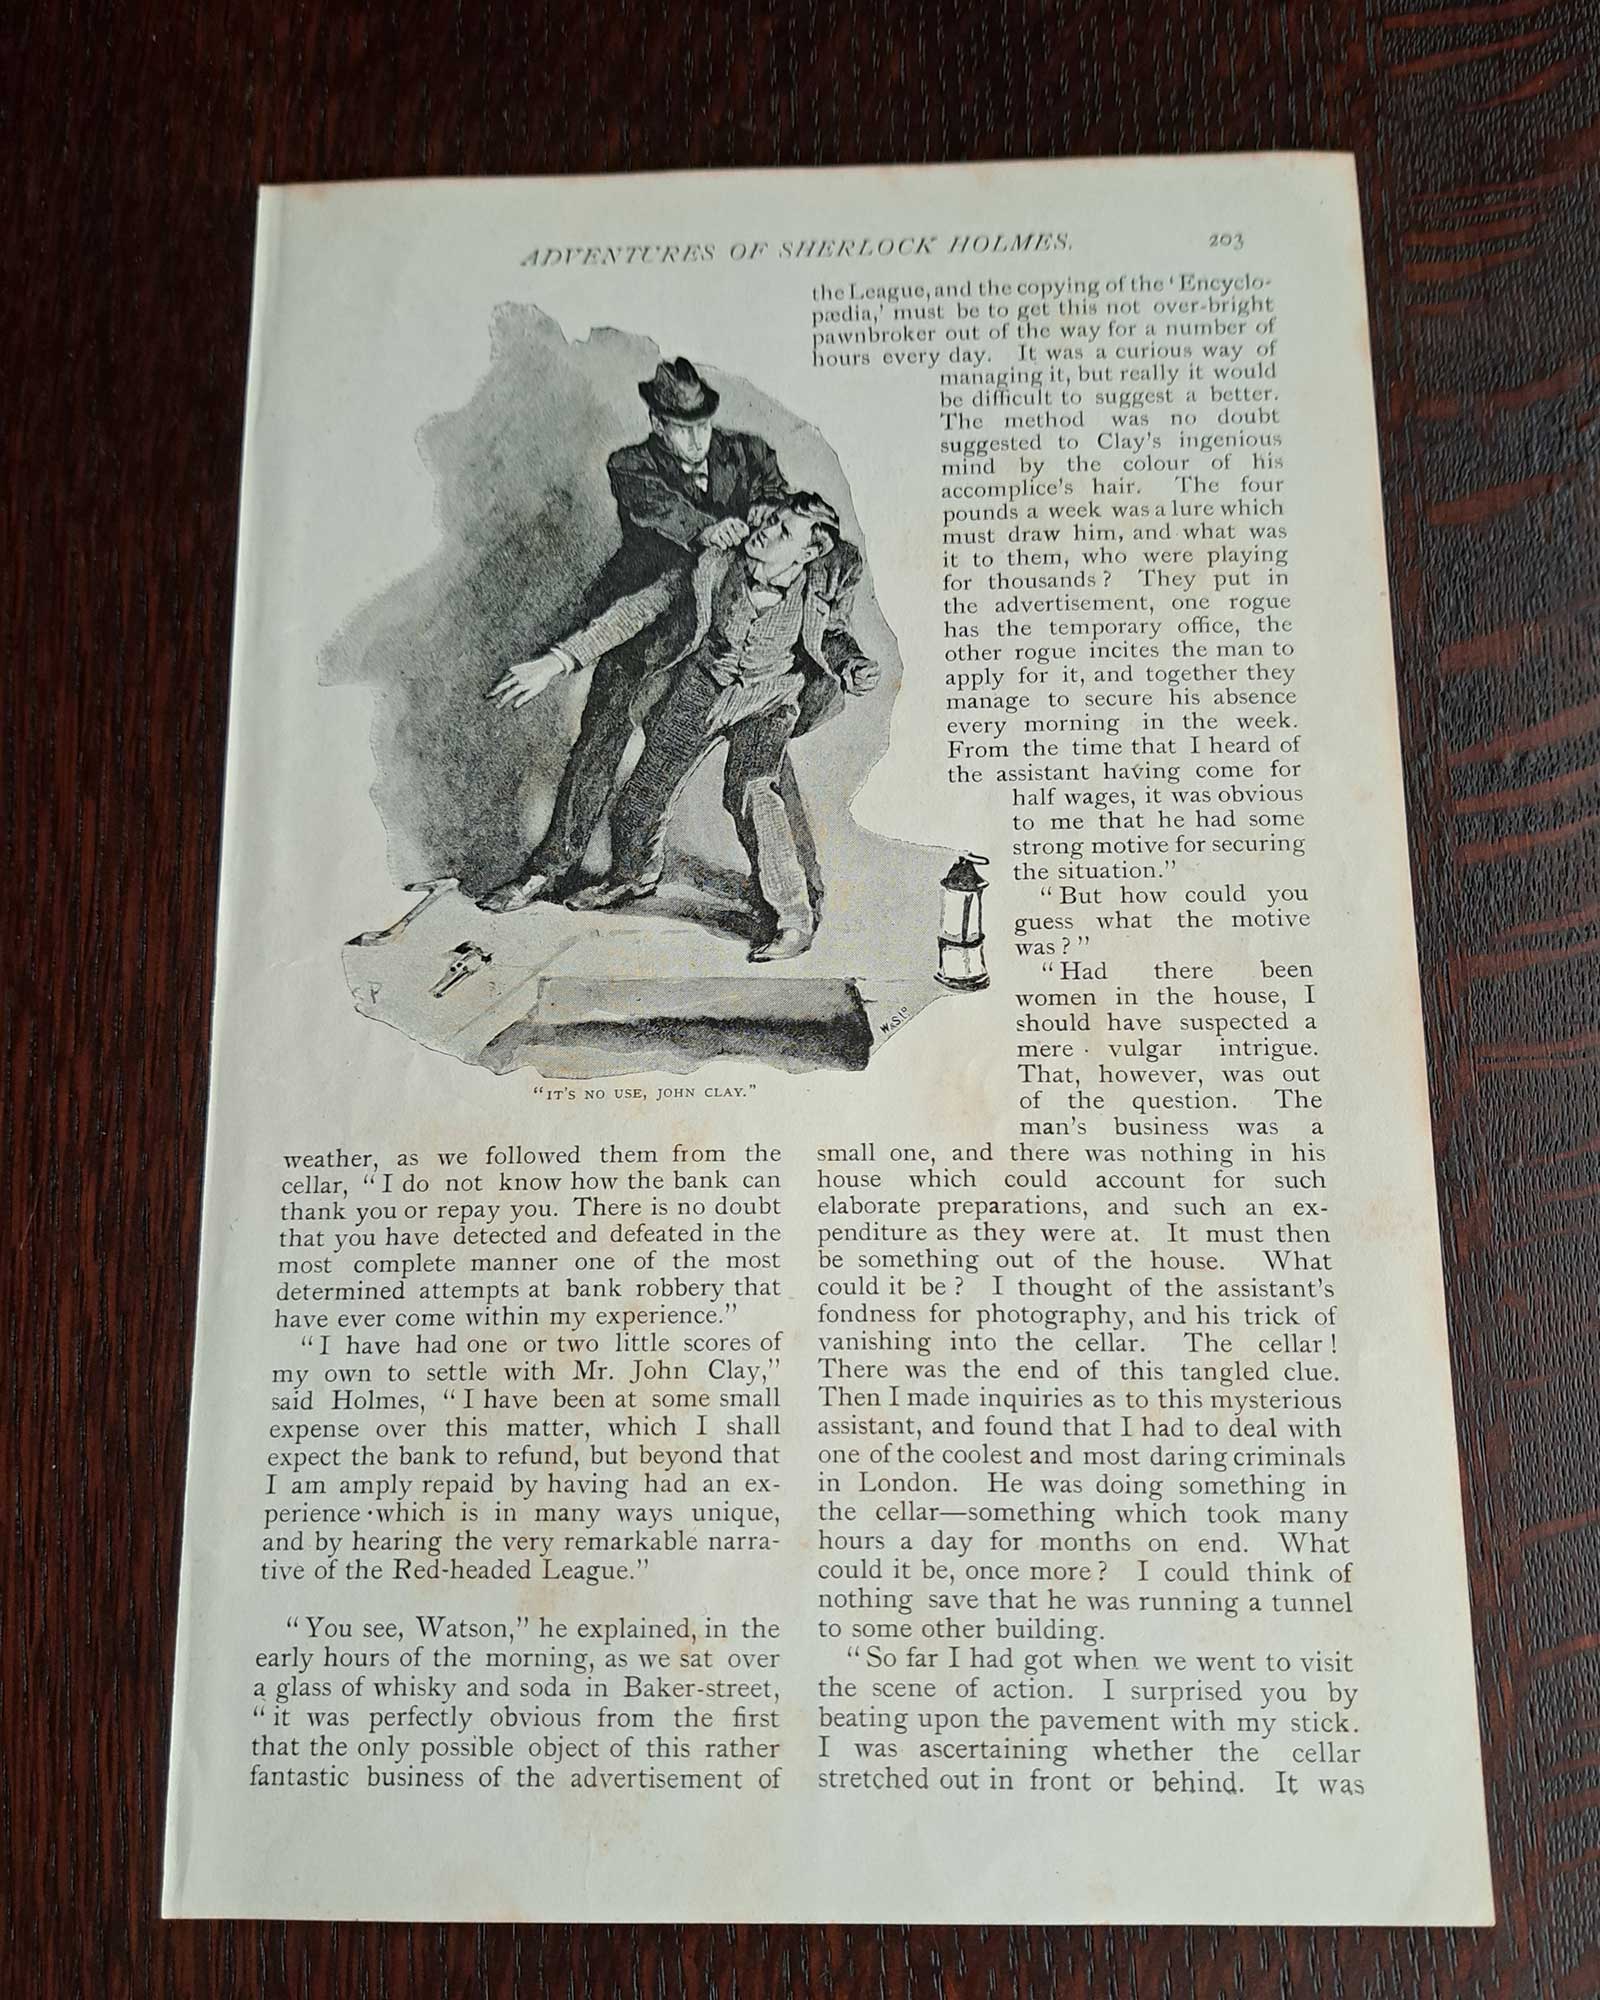 ADVENTURES OF SHERLOCK HOLMES.
203
"IT'S NO USE, JOHN CLAY."
SP
W&S Lᴰ
weather, as we followed them from the
cellar, "I do not know how the bank can
thank you or repay you. There is no doubt
that you have detected and defeated in the
most complete manner one of the most
determined attempts at bank robbery that
have ever come within my experience."
"I have had one or two little scores of
my own to settle with Mr. John Clay,"
said Holmes, "I have been at some small
expense over this matter, which I shall
expect the bank to refund, but beyond that
I am amply repaid by having had an ex-
perience which is in many ways unique,
and by hearing the very remarkable narra-
tive of the Red-headed League."
"You see, Watson," he explained, in the
early hours of the morning, as we sat over
a glass of whisky and soda in Baker-street,
"it was perfectly obvious from the first
that the only possible object of this rather
fantastic business of the advertisement of
the League, and the copying of the 'Encyclo-
pædia,' must be to get this not over-bright
pawnbroker out of the way for a number of
hours every day. It was a curious way of
managing it, but really it would
be difficult to suggest a better.
The method was no doubt
suggested to Clay's ingenious
mind by the colour of his
accomplice's hair. The four
pounds a week was a lure which
must draw him, and what was
it to them, who were playing
for thousands? They put in
the advertisement, one rogue
has the temporary office, the
other rogue incites the man to
apply for it, and together they
manage to secure his absence
every morning in the week.
From the time that I heard of
the assistant having come for
half wages, it was obvious
to me that he had some
strong motive for securing
the situation."
"But how could you
guess what the motive
was?"
"Had there been
women in the house, I
should have suspected a
mere vulgar intrigue.
That, however, was out
of the question. The
man's business was a
small one, and there was nothing in his
house which could account for such
elaborate preparations, and such an ex-
penditure as they were at. It must then
be something out of the house. What
could it be? I thought of the assistant's
fondness for photography, and his trick of
vanishing into the cellar. The cellar!
There was the end of this tangled clue.
Then I made inquiries as to this mysterious
assistant, and found that I had to deal with
one of the coolest and most daring criminals
in London. He was doing something in
the cellar—something which took many
hours a day for months on end. What
could it be, once more? I could think of
nothing save that he was running a tunnel
to some other building.
"So far I had got when we went to visit
the scene of action. I surprised you by
beating upon the pavement with my stick.
I was ascertaining whether the cellar
stretched out in front or behind. It was